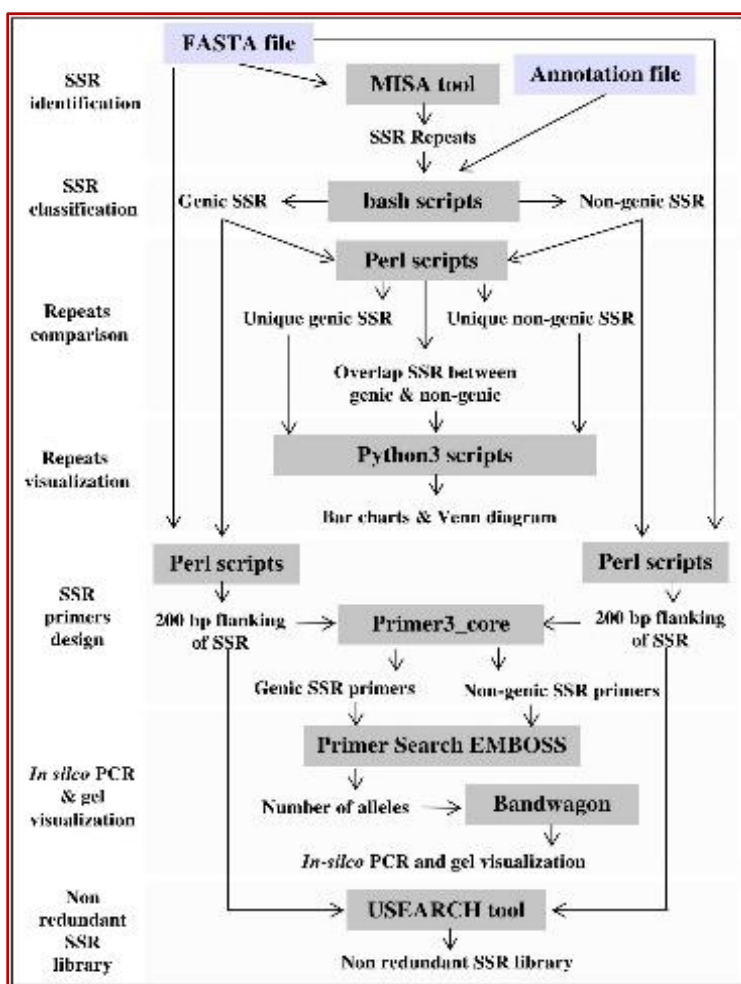 FASTA file
SSR
identification
MISA tool
Annotation file
SSR Repeats
SSR
classification
Genic SSR
bash scripts
Non-genic SSR
Perl scripts
Repeats
comparison
Unique genic SSR
Unique non-genic SSR
Overlap SSR between
genic & non-genic
Repeats
visualization
Python3 scripts
Bar charts & Venn diagram
Perl scripts
Perl scripts
SSR
primers
design
200 bp flanking
of SSR
Primer3_core
200 bp flanking
of SSR
Genic SSR primers
Non-genic SSR primers
In silco PCR
& gel
visualization
Primer Search EMBOSS
Number of alleles
Bandwagon
In-silco PCR and gel visualization
Non
redundant
SSR
library
USEARCH tool
Non redundant SSR library